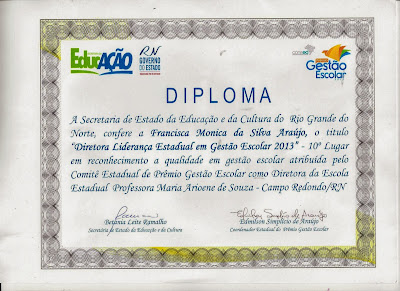 EducAÇÃO
RN
GOVERNO
DO ESTADO
Gestão
Escolar
DIPLOMA
A Secretaria de Estado da Educação e da Cultura do Rio Grande do
Norte, confere a Francisca Monica da Silva Araújo, o título
"Diretora Liderança Estadual em Gestão Escolar 2013" - 10º Lugar
em reconhecimento a qualidade em gestão escolar atribuída pelo
Comitê Estadual de Prêmio Gestão Escolar como Diretora da Escola
Estadual Professora Maria Arioene de Souza - Campo Redondo/RN
Betania Leite Ramalho
Secretária de Estado da Educação e da Cultura
Edmilson Simplício de Araújo
Coordenador Estadual do Prêmio Gestão Escolar